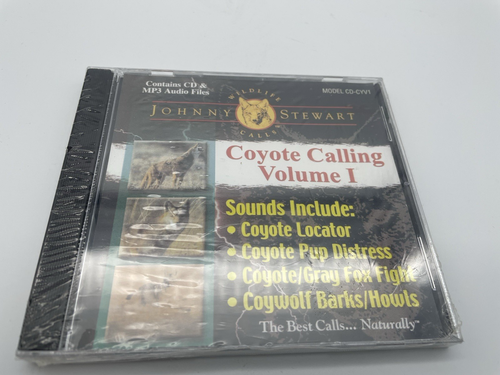 Contains CD &
MP3 Audio Files
MODEL CD-CYV1
WILDLIFE
JOHNNY STEWART
CALLS
Coyote Calling
Volume I
Sounds Include:
• Coyote Locator
• Coyote Pup Distress
• Coyote/Gray Fox Fight
• Coywolf Barks/Howls
The Best Calls... Naturally™